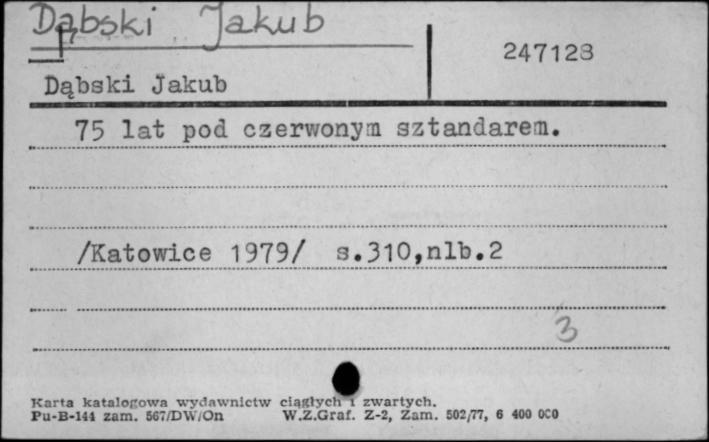 Dąbski Jakub
247128
Dąbski Jakub
75 lat pod czerwonym sztandarem.
/Katowice 1979/ s.310,nlb.2
3
Karta katalogowa wydawnictw ciągłych i zwartych.
Pu-B-144 zam. 567/DW/On W.Z.Graf. Z-2, Zam. 502/77, 6 400 000